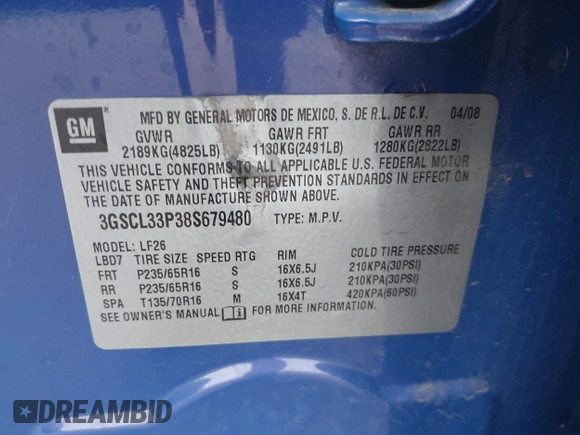 GM
MFD BY GENERAL MOTORS DE MEXICO, S. DE R.L. DE C.V. 04/08
GVWR GAWR FRT GAWR RR
2189KG(4825LB) 1130KG(2491LB) 1280KG(2822LB)
THIS VEHICLE CONFORMS TO ALL APPLICABLE U.S. FEDERAL MOTOR
VEHICLE SAFETY AND THEFT PREVENTION STANDARDS IN EFFECT ON
THE DATE OF MANUFACTURE SHOWN ABOVE.
3GSCL33P38S679480 TYPE: M.P.V.
MODEL: LF26
LBD7 TIRE SIZE SPEED RTG RIM COLD TIRE PRESSURE
FRT P235/65R16 S 16X6.5J 210KPA(30PSI)
RR P235/65R16 S 16X6.5J 210KPA(30PSI)
SPA T135/70R16 M 16X4T 420KPA(60PSI)
SEE OWNER'S MANUAL FOR MORE INFORMATION.
DREAMBID